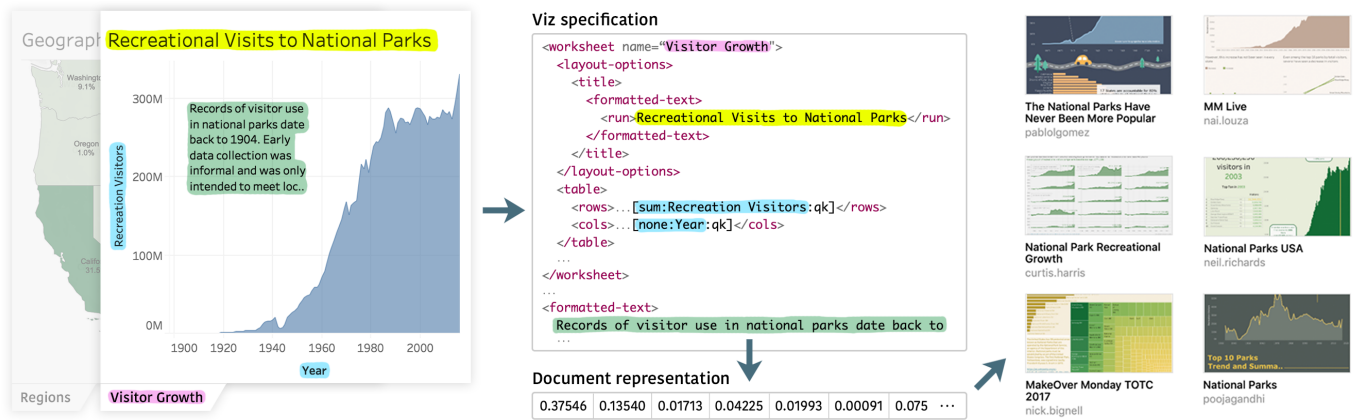 Geograph
Recreational Visits to National Parks
Washington
9.1%
Oregon
1.0%
Califo
31.5
300M
200M
100M
0M
Recreation Visitors
Records of visitor use
in national parks date
back to 1904. Early
data collection was
informal and was only
intended to meet loc..
1900 1920 1940 1960 1980 2000
Year
Regions
Visitor Growth
Viz specification
<worksheet name="Visitor Growth">
<layout-options>
<title>
<formatted-text>
<run>Recreational Visits to National Parks</run>
</formatted-text>
</title>
</layout-options>
<table>
<rows>...[sum:Recreation Visitors:qk]</rows>
<cols>...[none:Year:qk]</cols>
</table>
...
</worksheet>
...
<formatted-text>
Records of visitor use in national parks date back to
...
Document representation
0.37546 0.13540 0.01713 0.04225 0.01993 0.00091 0.075 ...
The National Parks Have
Never Been More Popular
pablolgomez
MM Live
nai.louza
visitors in
2003
National Park Recreational
Growth
curtis.harris
National Parks USA
neil.richards
MakeOver Monday TOTC
2017
nick.bignell
Top 10 Parks
Trend and Summa..
National Parks
poojagandhi